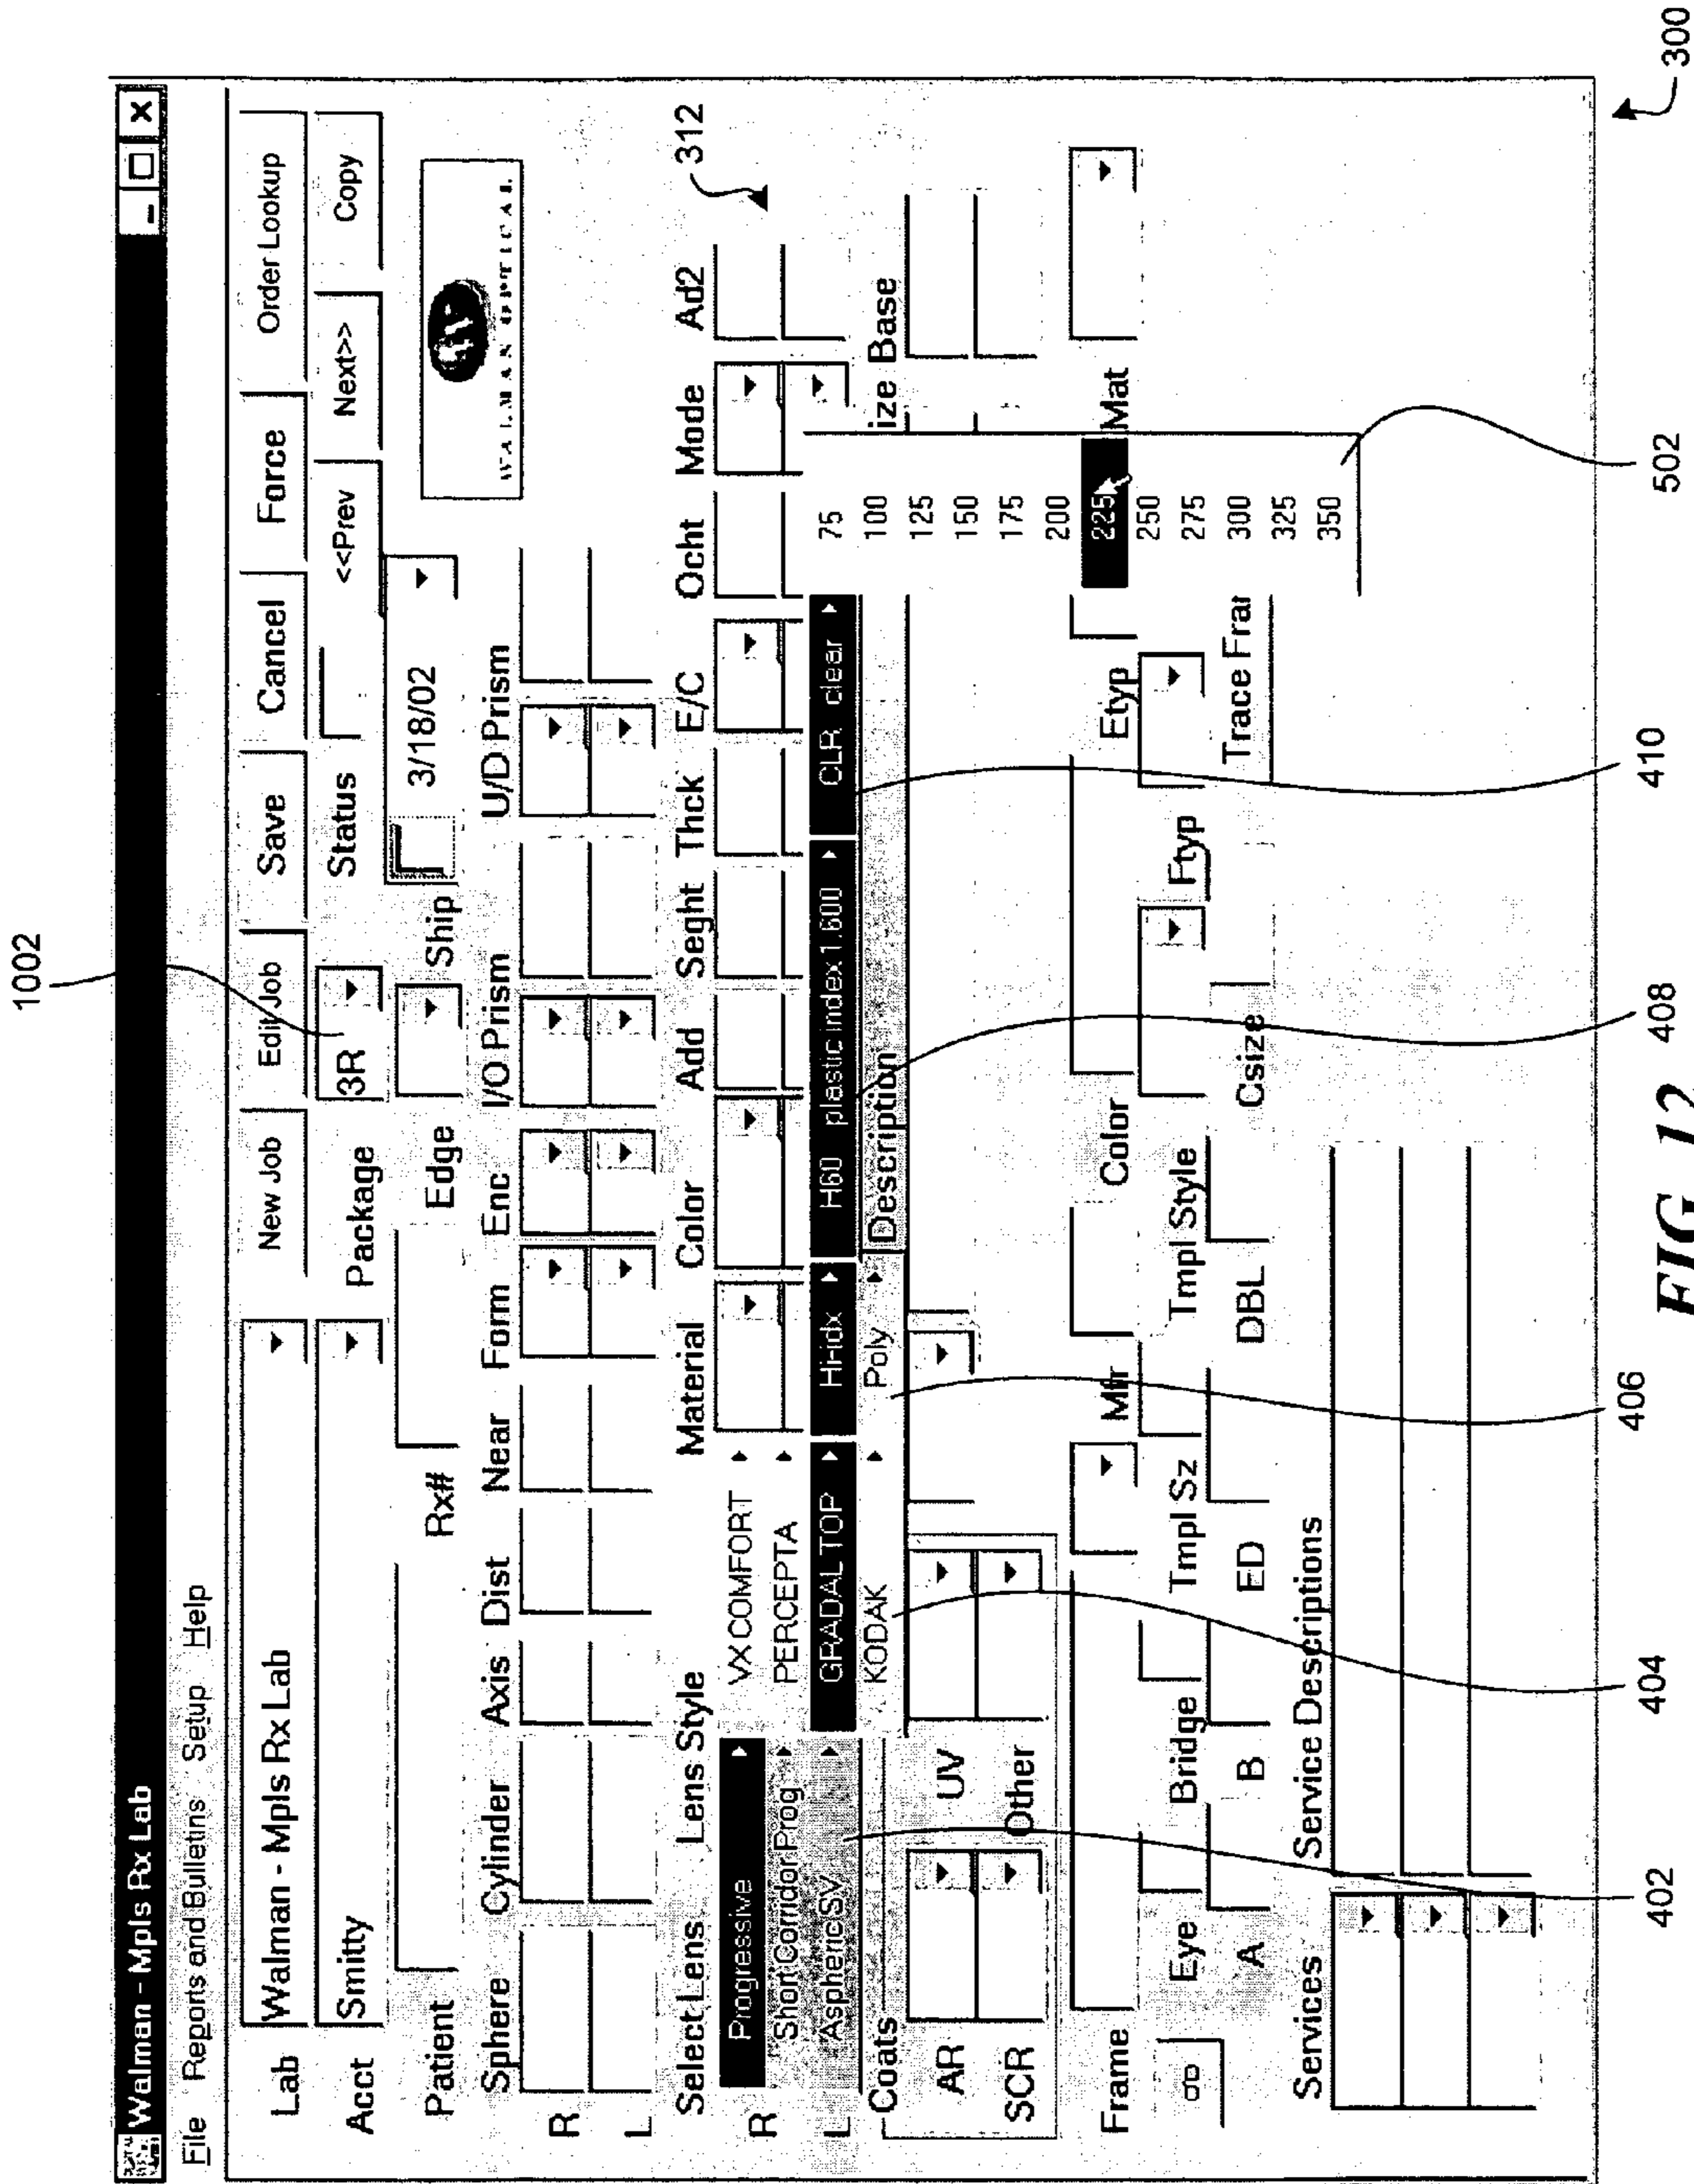 Walman - Mpls Rx Lab
File Reports and Bulletins Setup Help
Lab Walman - Mpls Rx Lab New Job Edit Job Save Cancel Force Order Lookup
Acct Smitty Package 3R Status <<Prev Next>> Copy
Patient Rx# Edge Ship 3/18/02
WALMAN OPTICAL
Sphere Cylinder Axis Dist Near Form Enc I/O Prism U/D Prism
R
L
Select Lens Lens Style Material Color Add Seght Thck E/C Ocht Mode Ad2
R Progressive VX COMFORT
Short Corridor Prog PERCEPTA
L Aspheric SV GRADAL TOP Hi-idx H60 plastic index 1.600 CLR clear 75
Coats KODAK Poly Description 100 ize Base
AR UV 125
150
SCR Other 175
200
Frame Mfr Color 225 Mat
Eye Bridge Tmpl Sz Tmpl Style Ftyp Etyp 250
275
A B ED DBL Csize Trace Frar 300
325
Services Service Descriptions 350
1002
312
300
402
404
406
408
410
502
FIG. 12